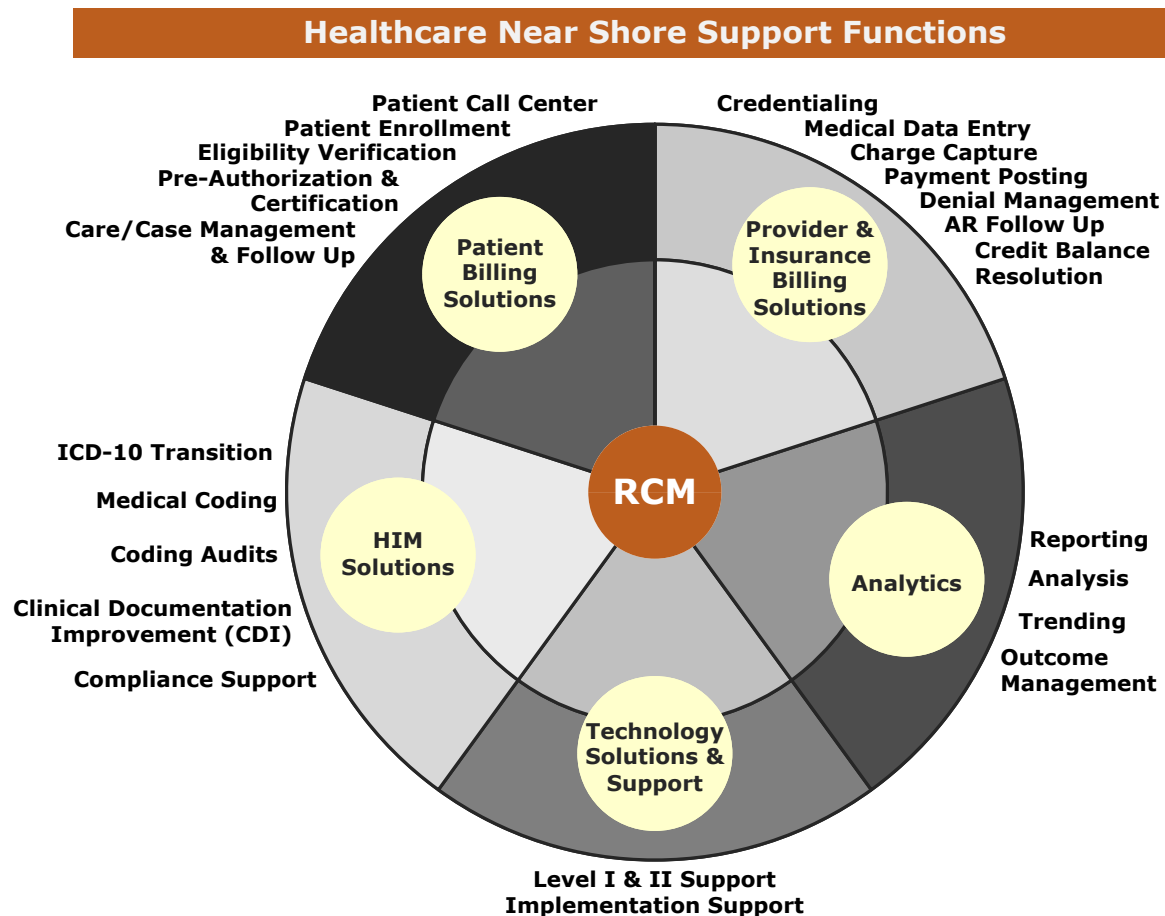 Healthcare Near Shore Support Functions
Patient Call Center
Patient Enrollment
Eligibility Verification
Pre-Authorization &
Certification
Care/Case Management
& Follow Up
Credentialing
Medical Data Entry
Charge Capture
Payment Posting
Denial Management
AR Follow Up
Credit Balance
Resolution
Patient
Billing
Solutions
Provider &
Insurance
Billing
Solutions
RCM
ICD-10 Transition
Medical Coding
Coding Audits
Clinical Documentation
Improvement (CDI)
Compliance Support
HIM
Solutions
Analytics
Reporting
Analysis
Trending
Outcome
Management
Technology
Solutions &
Support
Level I & II Support
Implementation Support